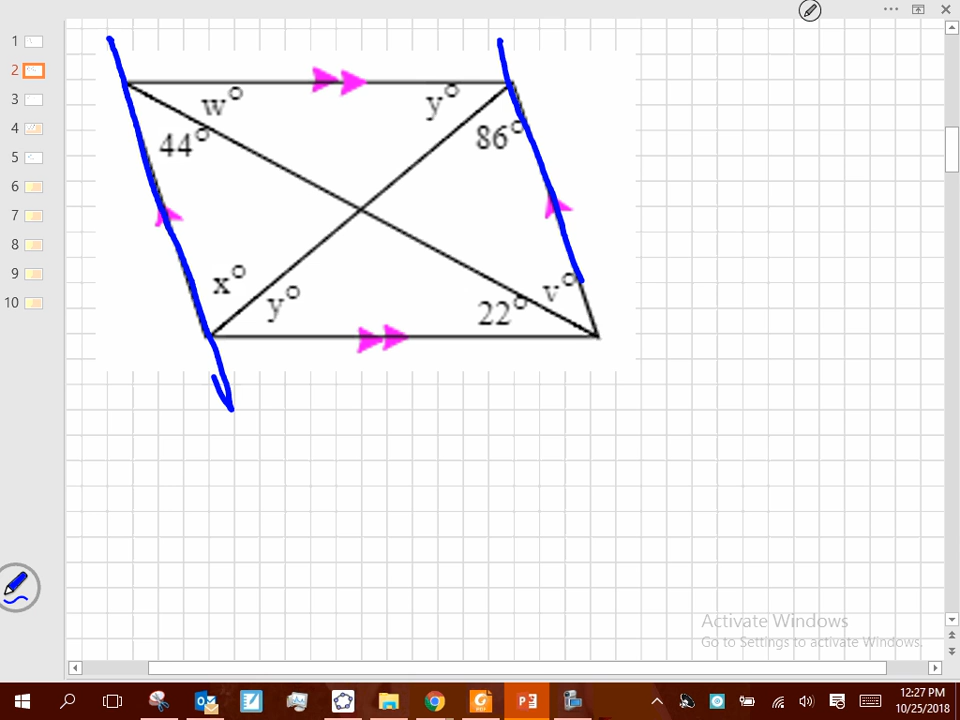 1
2
3
4
5
6
7
8
9
10
w° y°
44° 86°
x° y° 22° v°
Activate Windows
Go to Settings to activate Windows.
12:27 PM
10/25/2018